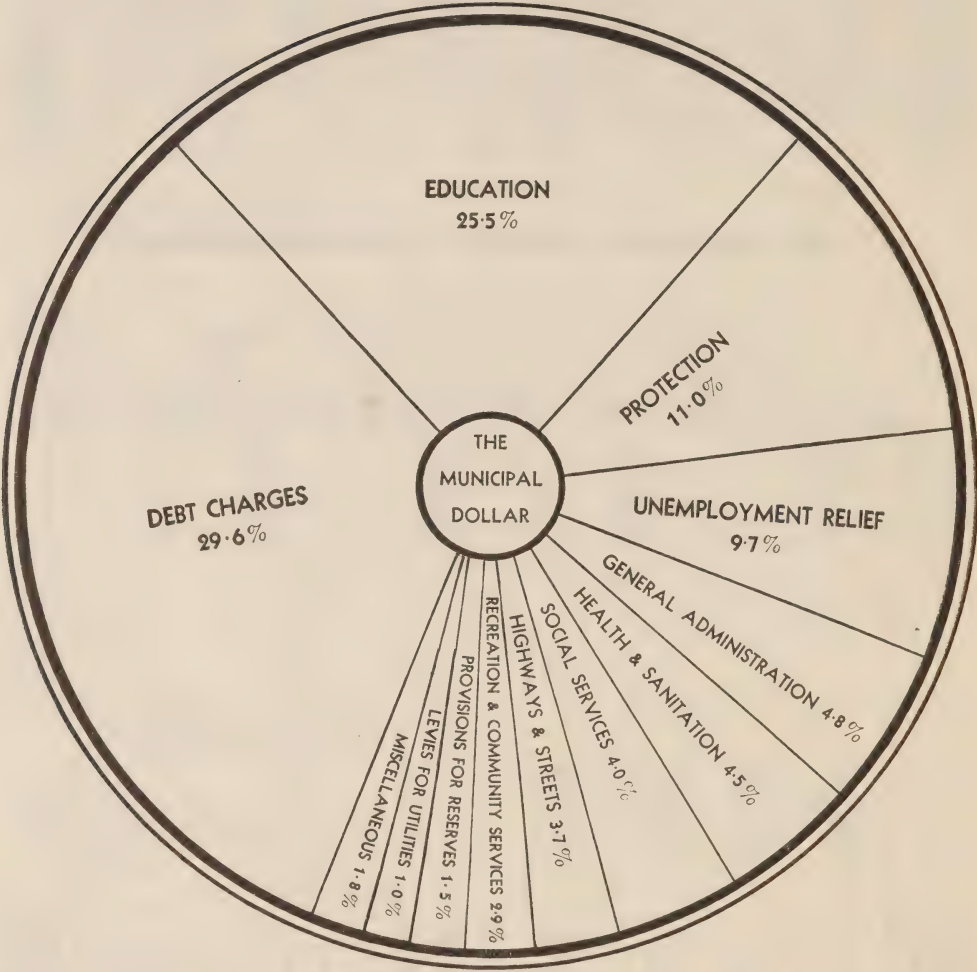 EDUCATION
25·5%
PROTECTION
11·0%
THE
MUNICIPAL
DOLLAR
UNEMPLOYMENT RELIEF
9·7%
DEBT CHARGES
29·6%
GENERAL ADMINISTRATION 4·8%
HEALTH & SANITATION 4·5%
SOCIAL SERVICES 4·0%
HIGHWAYS & STREETS 3·7%
RECREATION & COMMUNITY SERVICES 2·9%
PROVISIONS FOR RESERVES 1·5%
LEVIES FOR UTILITIES 1·0%
MISCELLANEOUS 1·8%